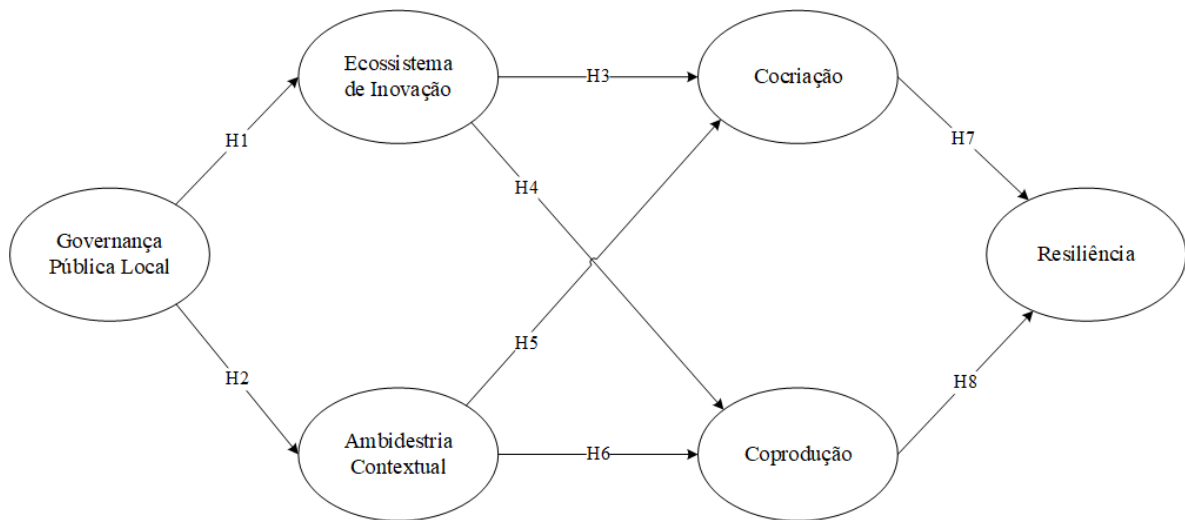 Ecossistema
de Inovação
H3
Cocriação
H1
H7
H4
Governança
Pública Local
Resiliência
H5
H2
H8
Ambidestria
Contextual
H6
Coprodução